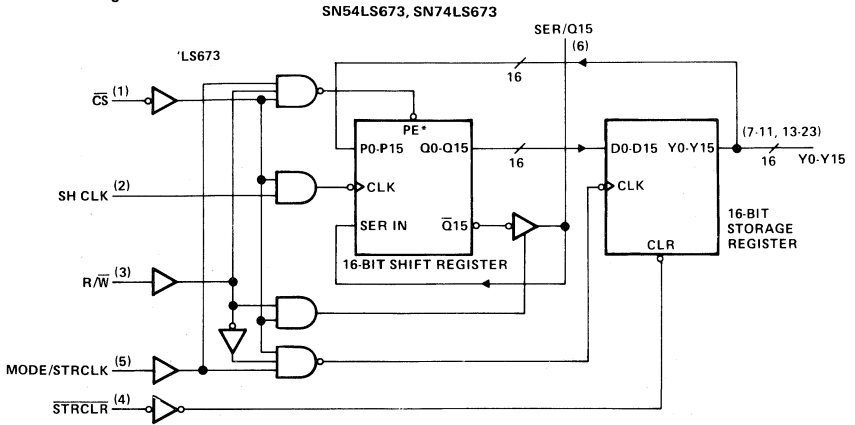 SN54LS673, SN74LS673
SER/Q15
(6)
'LS673
16
CS (1)
PE*
(7-11, 13-23)
P0-P15 Q0-Q15
16
D0-D15 Y0-Y15
16 Y0-Y15
SH CLK (2)
CLK
CLK
SER IN Q15
16-BIT
STORAGE
REGISTER
CLR
16-BIT SHIFT REGISTER
R/W (3)
MODE/STRCLK (5)
STRCLR (4)